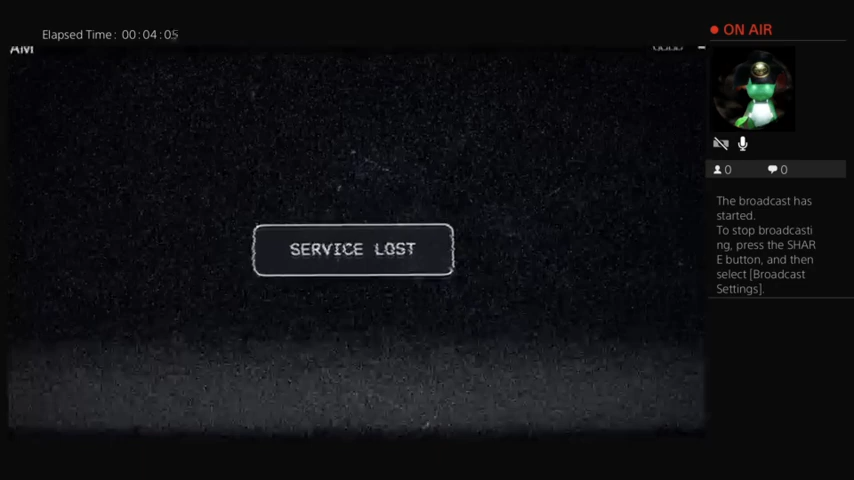 Elapsed Time: 00:04:05
ON AIR
AM
0 0
SERVICE LOST
The broadcast has
started.
To stop broadcasti
ng, press the SHAR
E button, and then
select [Broadcast
Settings].